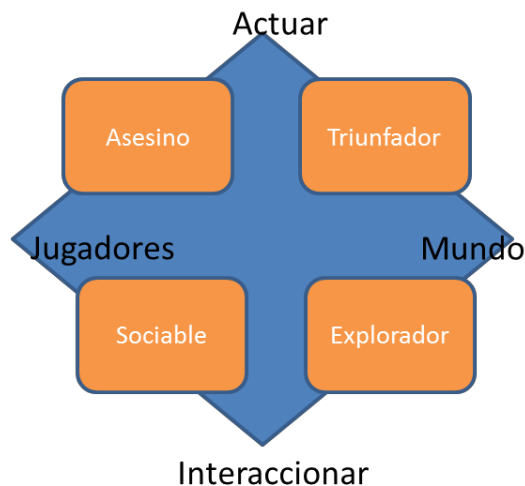 Actuar
Asesino
Triunfador
Jugadores
Mundo
Sociable
Explorador
Interaccionar